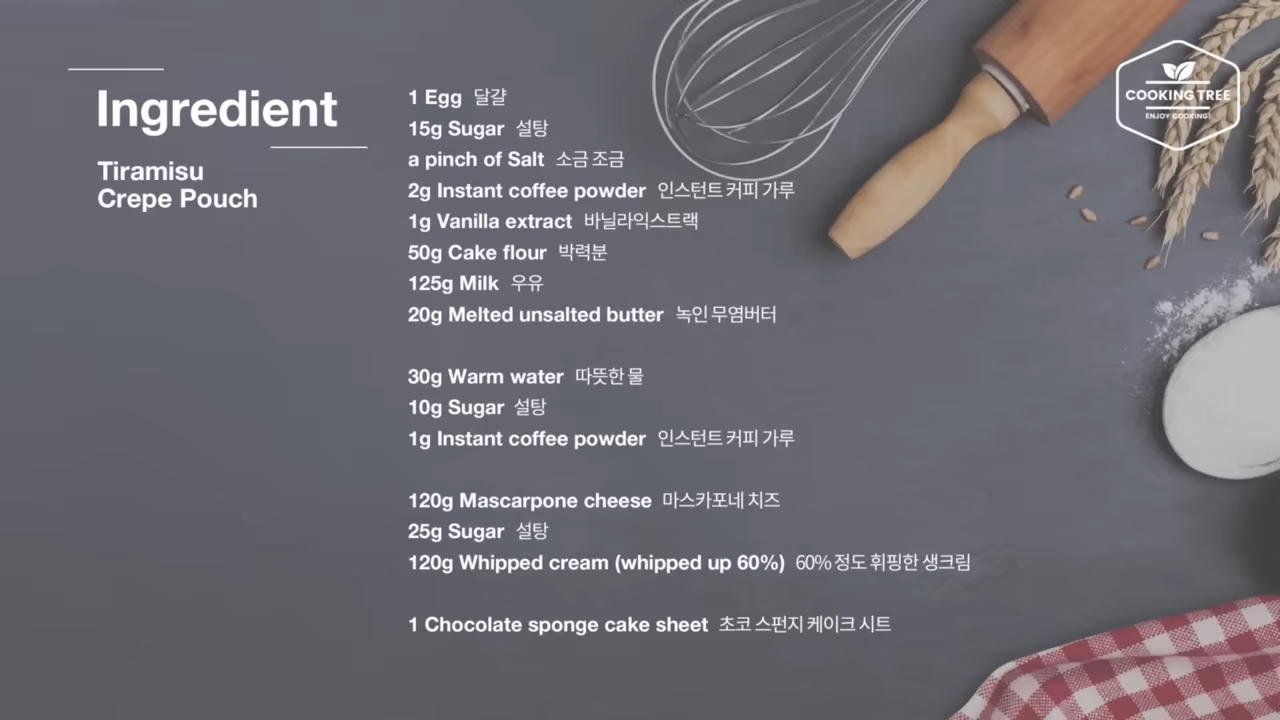 Ingredient
Tiramisu
Crepe Pouch
1 Egg 달걀
15g Sugar 설탕
a pinch of Salt 소금 조금
2g Instant coffee powder 인스턴트 커피 가루
1g Vanilla extract 바닐라익스트랙
50g Cake flour 박력분
125g Milk 우유
20g Melted unsalted butter 녹인 무염버터
30g Warm water 따뜻한 물
10g Sugar 설탕
1g Instant coffee powder 인스턴트 커피 가루
120g Mascarpone cheese 마스카포네 치즈
25g Sugar 설탕
120g Whipped cream (whipped up 60%) 60% 정도 휘핑한 생크림
1 Chocolate sponge cake sheet 초코 스펀지 케이크 시트
COOKING TREE
ENJOY COOKING!